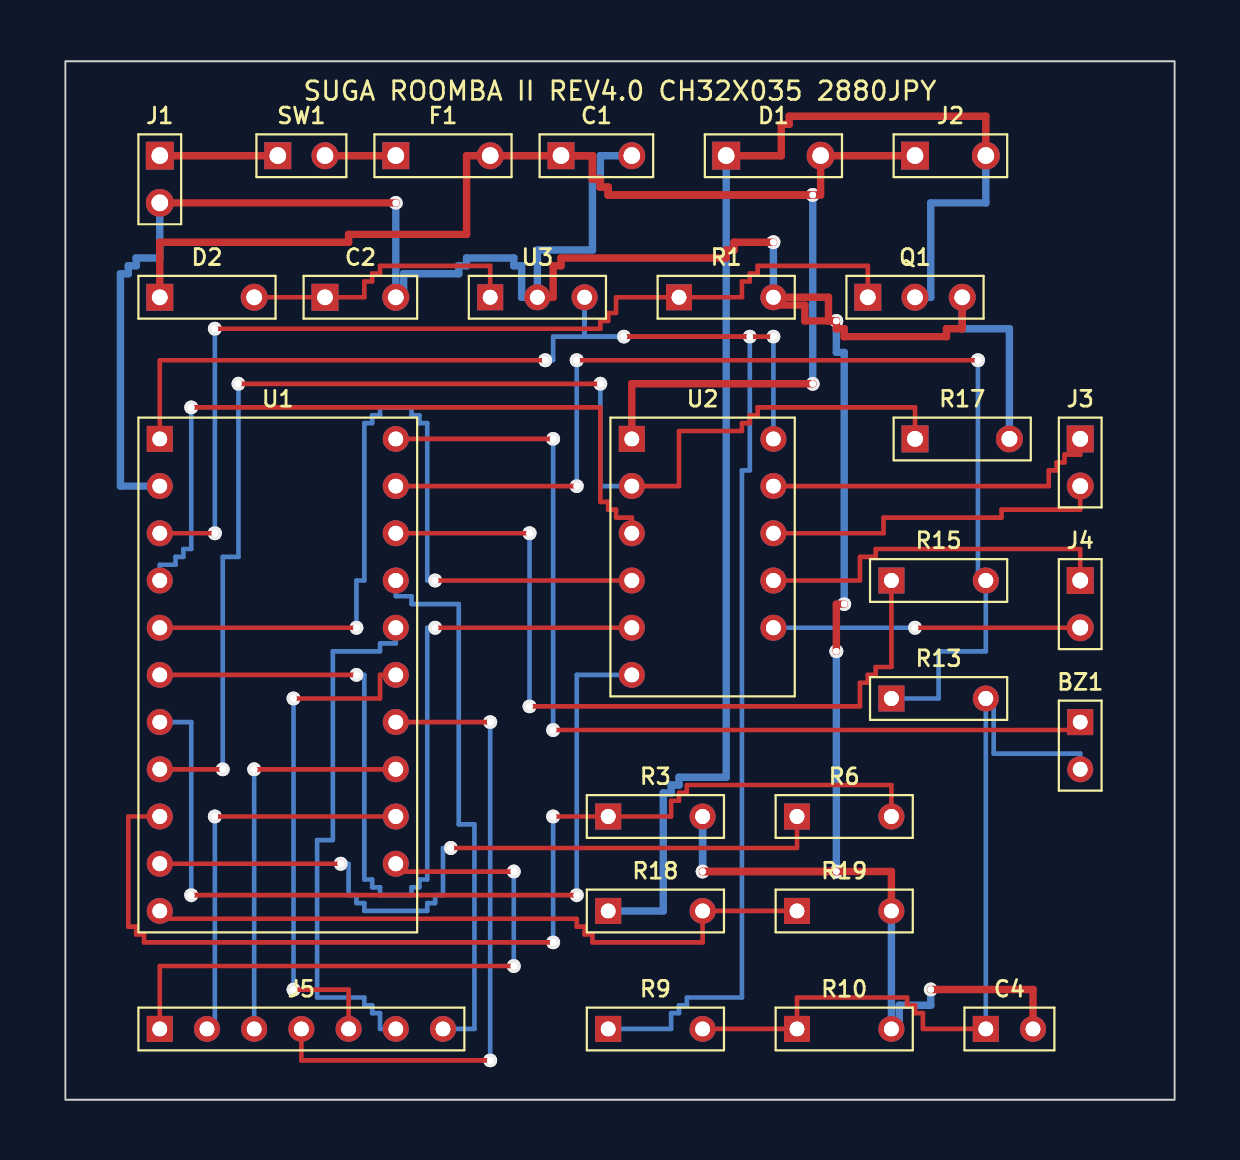 SUGA ROOMBA II REV4.0 CH32X035 2880JPY
J1 SW1 F1 C1 D1 J2
D2 C2 U3 R1 Q1
U1 U2 R17 J3
R15 J4
R13 BZ1
R3 R6
R18 R19
J5 R9 R10 C4